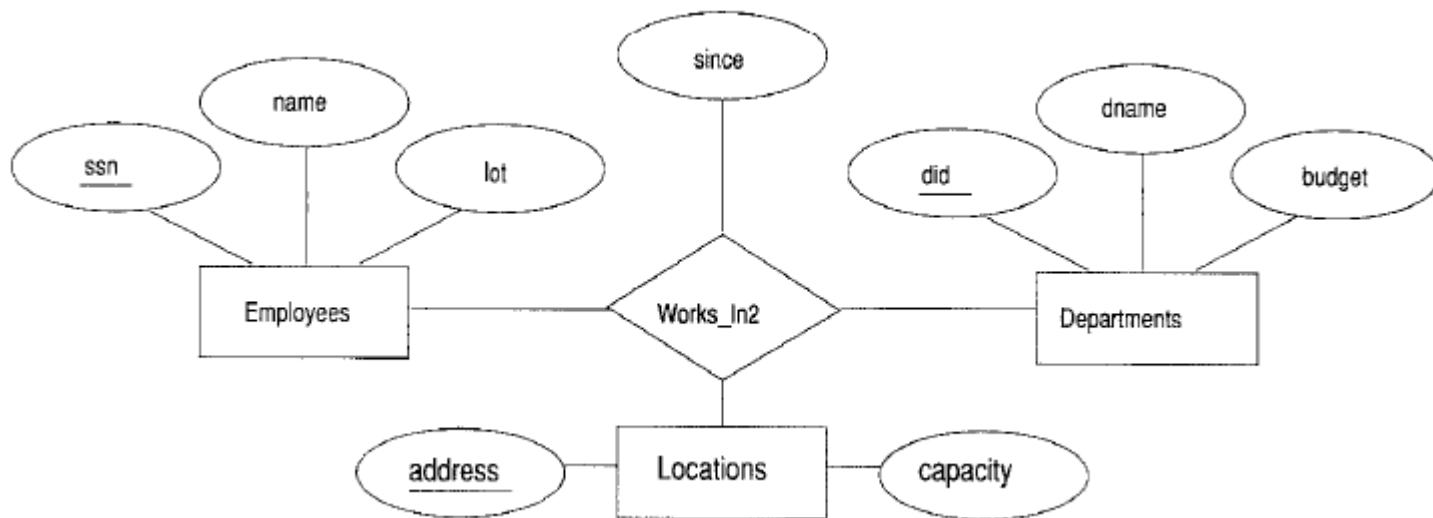 since
name
dname
ssn
lot
did
budget
Employees
Works_In2
Departments
address
Locations
capacity